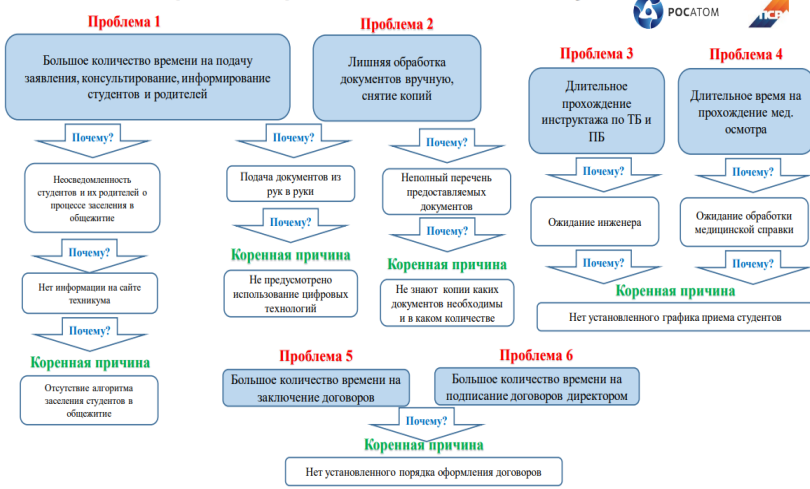 РОСАТОМ
ПСР
Проблема 1
Большое количество времени на подачу
заявления, консультирование, информирование
студентов и родителей
Почему?
Неосведомленность
студентов и их родителей о
процессе заселения в
общежитие
Почему?
Нет информации на сайте
техникума
Почему?
Коренная причина
Отсутствие алгоритма
заселения студентов в
общежитие
Почему?
Подача документов из
рук в руки
Почему?
Коренная причина
Не предусмотрено
использование цифровых
технологий
Проблема 2
Лишняя обработка
документов вручную,
снятие копий
Почему?
Неполный перечень
предоставляемых
документов
Почему?
Коренная причина
Не знают копии каких
документов необходимы
и в каком количестве
Проблема 3
Длительное
прохождение
инструктажа по ТБ и
ПБ
Почему?
Ожидание инженера
Почему?
Проблема 4
Длительное время на
прохождение мед.
осмотра
Почему?
Ожидание обработки
медицинской справки
Почему?
Коренная причина
Нет установленного графика приема студентов
Проблема 5
Большое количество времени на
заключение договоров
Проблема 6
Большое количество времени на
подписание договоров директором
Почему?
Коренная причина
Нет установленного порядка оформления договоров